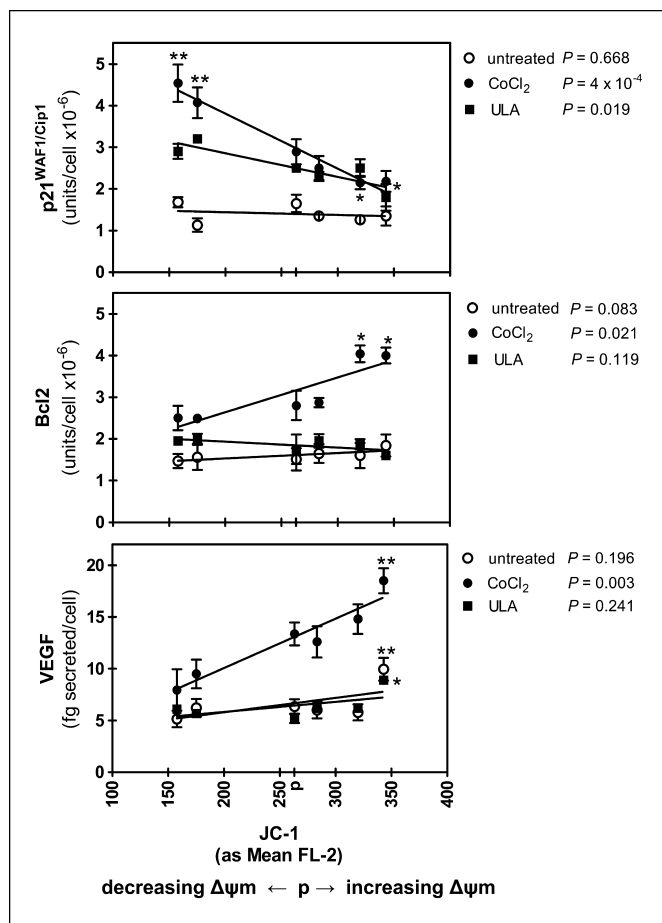 p21^WAF1/Cip1
(units/cell x10^-6)
6
5
4
3
2
1
0
**
**
*
*
untreated P = 0.668
CoCl₂ P = 4 x 10^-4
ULA P = 0.019
Bcl2
(units/cell x10^-6)
5
4
3
2
1
0
*
*
untreated P = 0.083
CoCl₂ P = 0.021
ULA P = 0.119
VEGF
(fg secreted/cell)
20
15
10
5
0
**
**
*
untreated P = 0.196
CoCl₂ P = 0.003
ULA P = 0.241
100 150 200 250 p 300 350 400
JC-1
(as Mean FL-2)
decreasing Δψm ← p → increasing Δψm